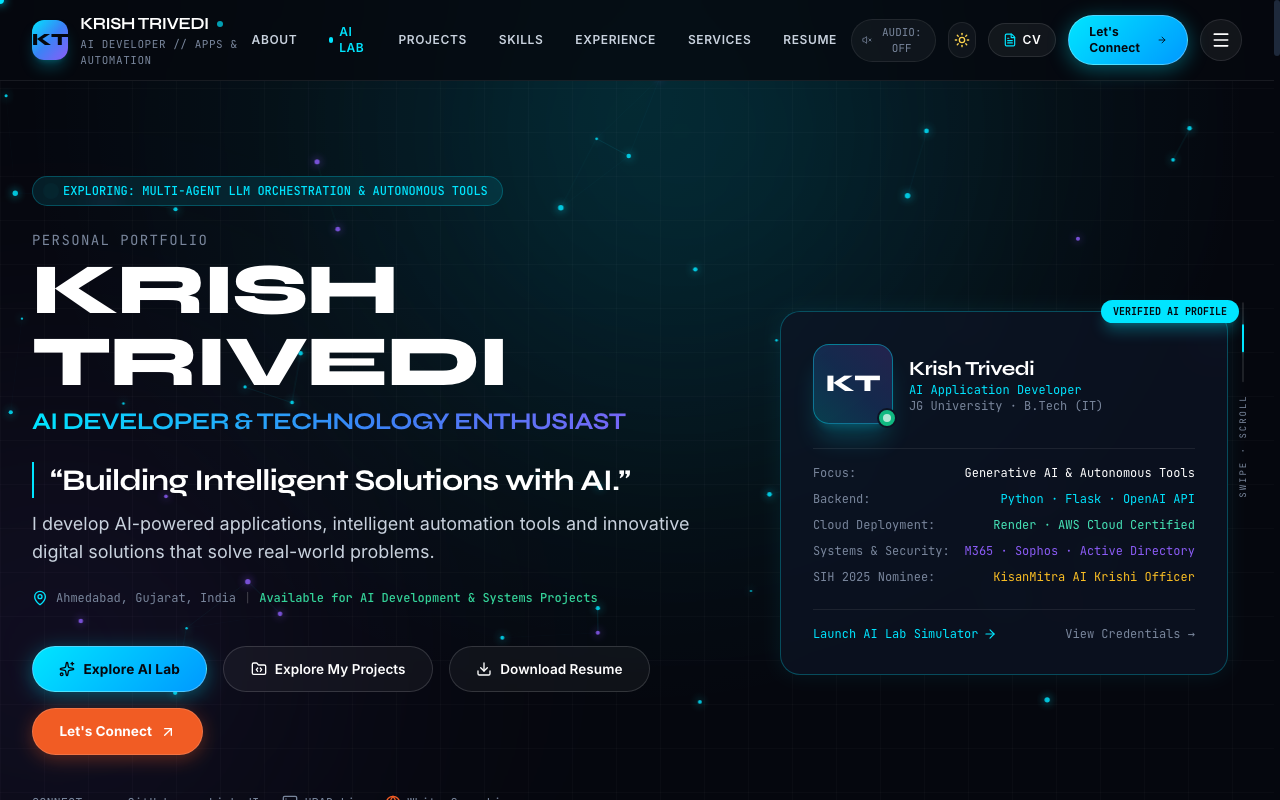 KT
KRISH TRIVEDI
AI DEVELOPER // APPS &
AUTOMATION
ABOUT
AI
LAB
PROJECTS
SKILLS
EXPERIENCE
SERVICES
RESUME
AUDIO:
OFF
CV
Let's
Connect
EXPLORING: MULTI-AGENT LLM ORCHESTRATION & AUTONOMOUS TOOLS
PERSONAL PORTFOLIO
KRISH
TRIVEDI
AI DEVELOPER & TECHNOLOGY ENTHUSIAST
“Building Intelligent Solutions with AI.”
I develop AI-powered applications, intelligent automation tools and innovative
digital solutions that solve real-world problems.
Ahmedabad, Gujarat, India | Available for AI Development & Systems Projects
Explore AI Lab
Explore My Projects
Download Resume
Let's Connect
VERIFIED AI PROFILE
KT
Krish Trivedi
AI Application Developer
JG University · B.Tech (IT)
Focus: Generative AI & Autonomous Tools
Backend: Python · Flask · OpenAI API
Cloud Deployment: Render · AWS Cloud Certified
Systems & Security: M365 · Sophos · Active Directory
SIH 2025 Nominee: KisanMitra AI Krishi Officer
Launch AI Lab Simulator →
View Credentials →
SWIPE · SCROLL